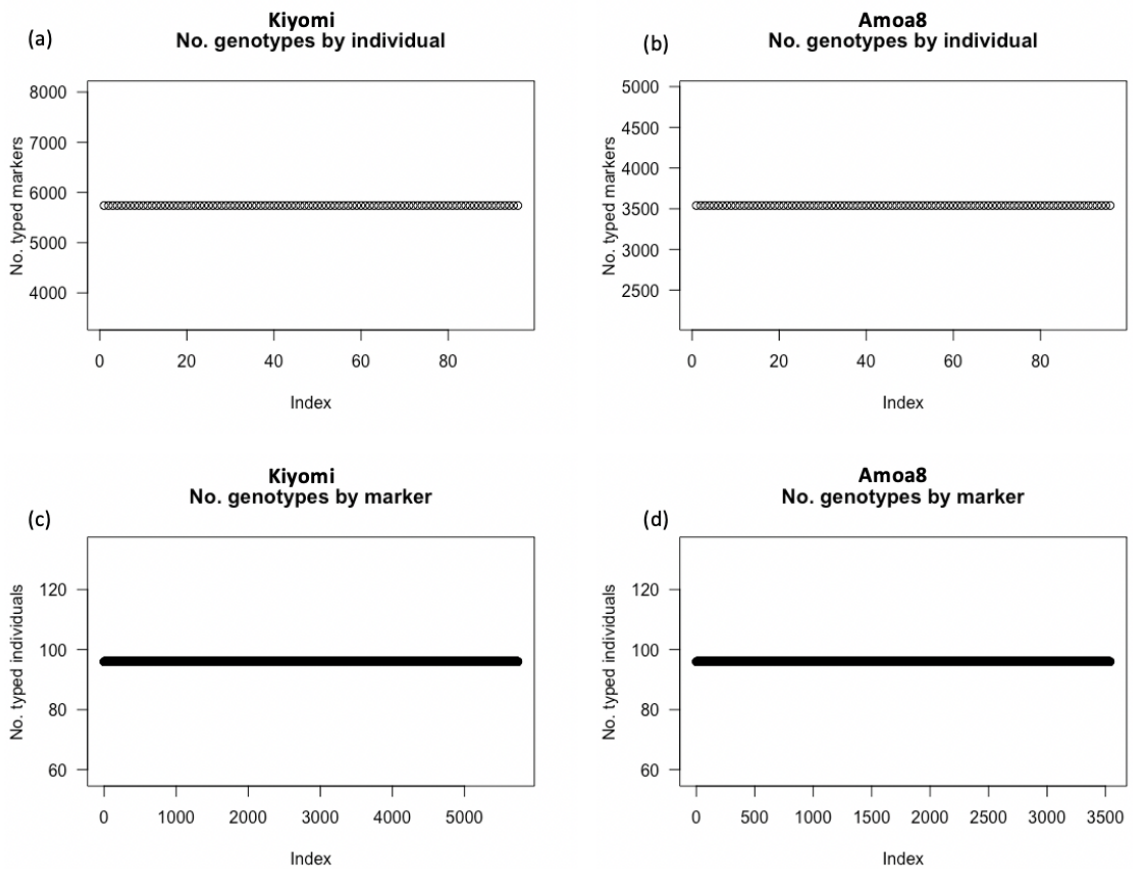 (a)
Kiyomi
No. genotypes by individual
No. typed markers
8000
7000
6000
5000
4000
0 20 40 60 80
Index
(b)
Amoa8
No. genotypes by individual
No. typed markers
5000
4500
4000
3500
3000
2500
0 20 40 60 80
Index
(c)
Kiyomi
No. genotypes by marker
No. typed individuals
120
100
80
60
0 1000 2000 3000 4000 5000
Index
(d)
Amoa8
No. genotypes by marker
No. typed individuals
120
100
80
60
0 500 1000 1500 2000 2500 3000 3500
Index